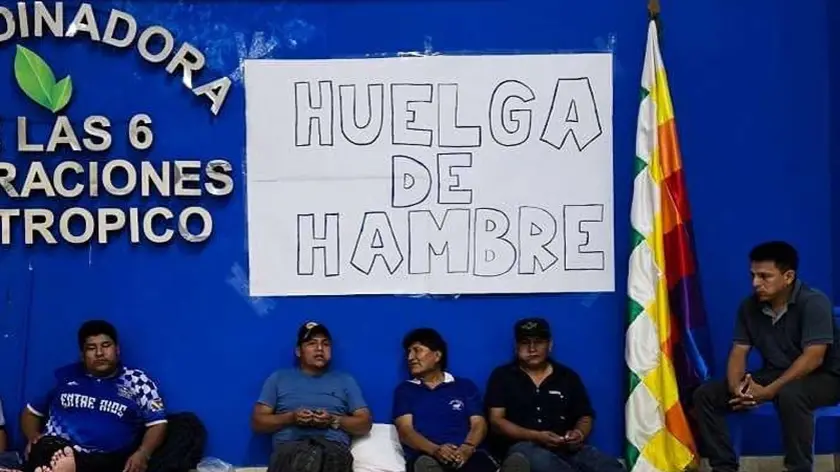 DINADORA
LAS 6
RACIONES
TROPICO
HUELGA
DE
HAMBRE
ENTRE RIOS